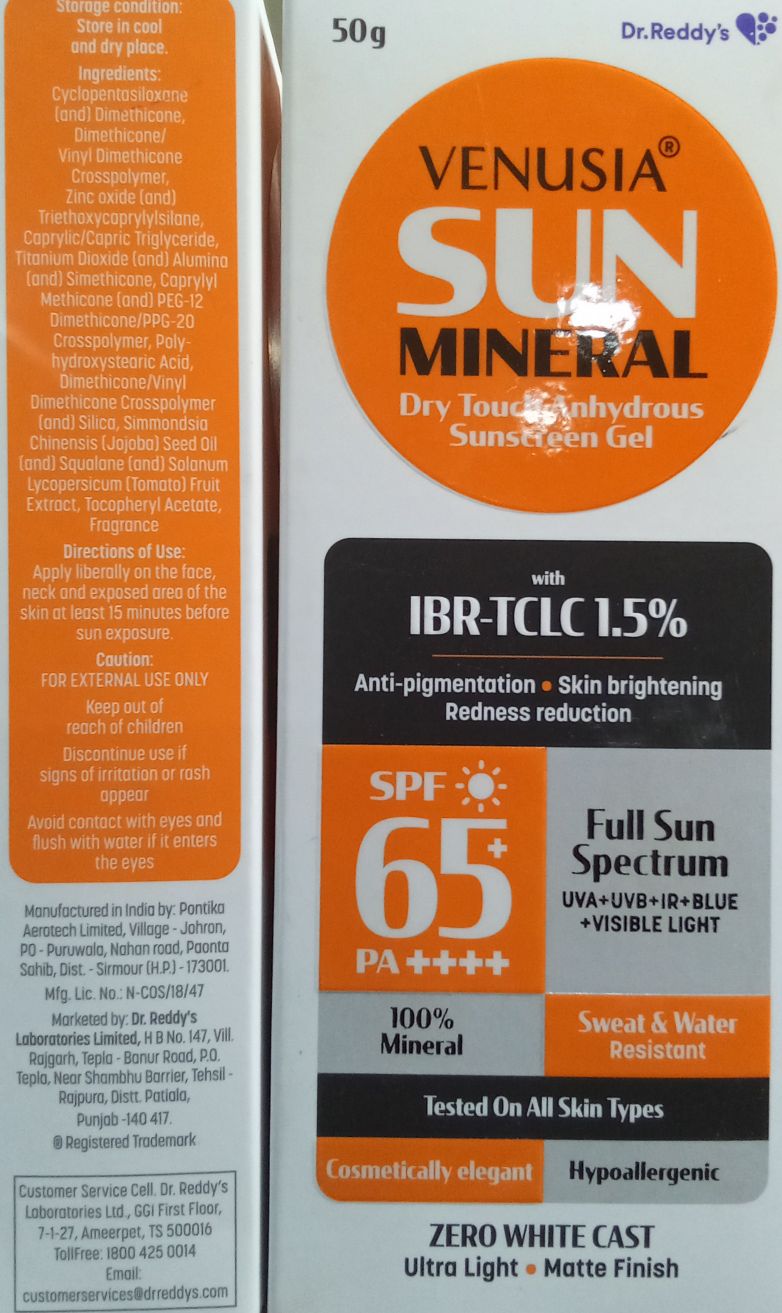 Storage condition:
Store in cool
and dry place.
Ingredients:
Cyclopentasiloxane
(and) Dimethicone,
Dimethicone/
Vinyl Dimethicone
Crosspolymer,
Zinc oxide (and)
Triethoxycaprylylsilane,
Caprylic/Capric Triglyceride,
Titanium Dioxide (and) Alumina
(and) Simethicone, Caprylyl
Methicone (and) PEG-12
Dimethicone/PPG-20
Crosspolymer, Poly-
hydroxystearic Acid,
Dimethicone/Vinyl
Dimethicone Crosspolymer
(and) Silica, Simmondsia
Chinensis (Jojoba) Seed Oil
(and) Squalane (and) Solanum
Lycopersicum (Tomato) Fruit
Extract, Tocopheryl Acetate,
Fragrance
Directions of Use:
Apply liberally on the face,
neck and exposed area of the
skin at least 15 minutes before
sun exposure.
Caution:
FOR EXTERNAL USE ONLY
Keep out of
reach of children
Discontinue use if
signs of irritation or rash
appear
Avoid contact with eyes and
flush with water if it enters
the eyes
Manufactured in India by: Pontika
Aerotech Limited, Village - Johron,
PO - Puruwala, Nahan road, Paonta
Sahib, Dist. - Sirmour (H.P.) - 173001.
Mfg. Lic. No.: N-COS/18/47
Marketed by: Dr. Reddy's
Laboratories Limited, H B No. 147, Vill.
Rajgarh, Tepla - Banur Road, P.O.
Tepla, Near Shambhu Barrier, Tehsil -
Rajpura, Distt. Patiala,
Punjab -140 417.
® Registered Trademark
Customer Service Cell. Dr. Reddy's
Laboratories Ltd., GGI First Floor,
7-1-27, Ameerpet, TS 500016
TollFree: 1800 425 0014
Email:
customerservices@drreddys.com
50g
Dr.Reddy's
VENUSIA®
SUN
MINERAL
Dry Touch Anhydrous
Sunscreen Gel
with
IBR-TCLC 1.5%
Anti-pigmentation • Skin brightening
Redness reduction
SPF
65+
PA ++++
Full Sun
Spectrum
UVA+UVB+IR+BLUE
+VISIBLE LIGHT
100%
Mineral
Sweat & Water
Resistant
Tested On All Skin Types
Cosmetically elegant
Hypoallergenic
ZERO WHITE CAST
Ultra Light • Matte Finish